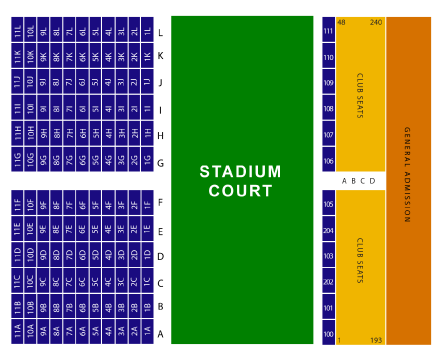 11L 10L 9L 8L 7L 6L 5L 4L 3L 2L 1L L
11K 10K 9K 8K 7K 6K 5K 4K 3K 2K 1K K
11J 10J 9J 8J 7J 6J 5J 4J 3J 2J 1J J
11I 10I 9I 8I 7I 6I 5I 4I 3I 2I 1I I
11H 10H 9H 8H 7H 6H 5H 4H 3H 2H 1H H
11G 10G 9G 8G 7G 6G 5G 4G 3G 2G 1G G
11F 10F 9F 8F 7F 6F 5F 4F 3F 2F 1F F
11E 10E 9E 8E 7E 6E 5E 4E 3E 2E 1E E
11D 10D 9D 8D 7D 6D 5D 4D 3D 2D 1D D
11C 10C 9C 8C 7C 6C 5C 4C 3C 2C 1C C
11B 10B 9B 8B 7B 6B 5B 4B 3B 2B 1B B
11A 10A 9A 8A 7A 6A 5A 4A 3A 2A 1A A
STADIUM
COURT
111
110
109
108
107
106
105
204
103
202
101
100
48 240
CLUB SEATS
A B C D
CLUB SEATS
1 193
GENERAL ADMISSION